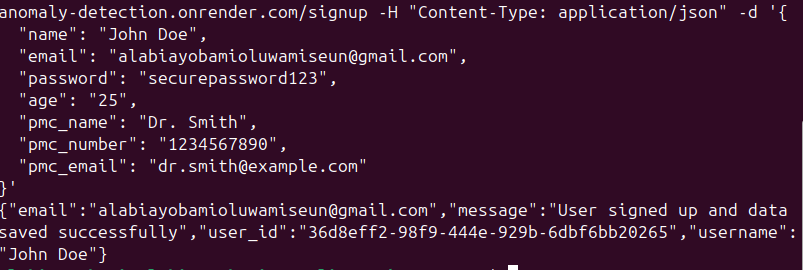 anomaly-detection.onrender.com/signup -H "Content-Type: application/json" -d '{
  "name": "John Doe",
  "email": "alabiayobamioluwamiseun@gmail.com",
  "password": "securepassword123",
  "age": "25",
  "pmc_name": "Dr. Smith",
  "pmc_number": "1234567890",
  "pmc_email": "dr.smith@example.com"
}'
{"email":"alabiayobamioluwamiseun@gmail.com","message":"User signed up and data 
saved successfully","user_id":"36d8eff2-98f9-444e-929b-6dbf6bb20265","username":
"John Doe"}